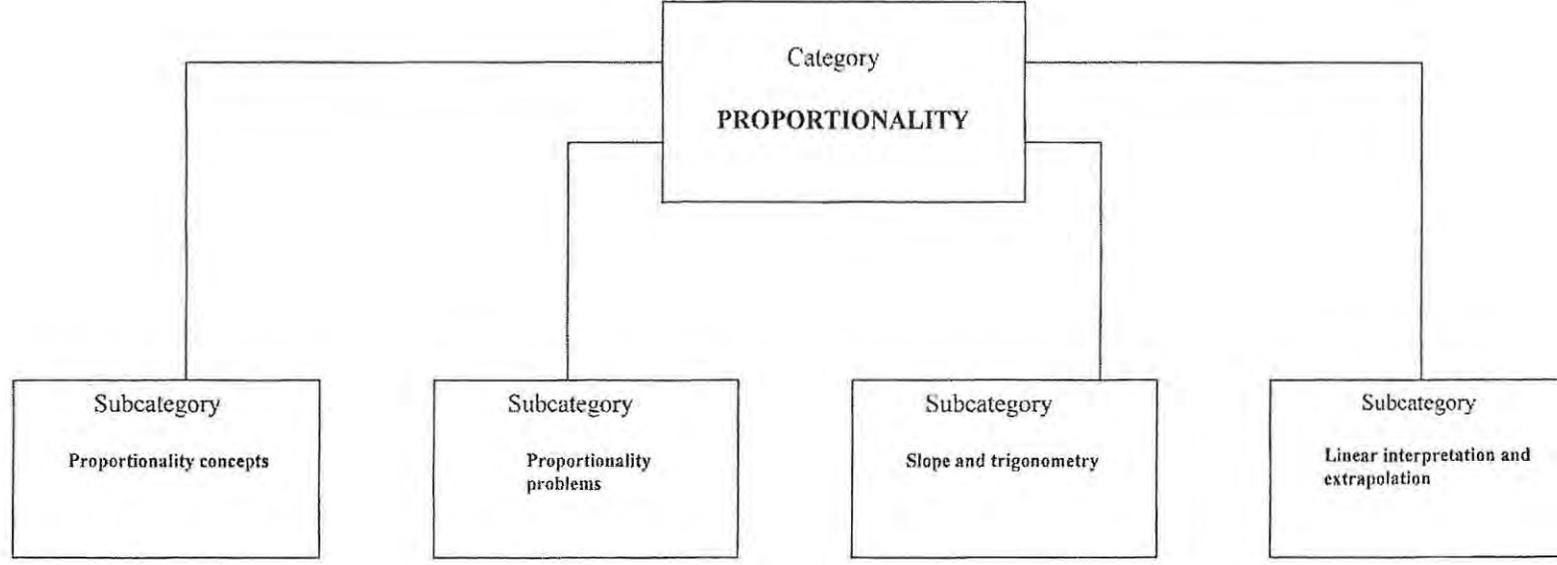 Category
PROPORTIONALITY
Subcategory
Proportionality concepts
Subcategory
Proportionality
problems
Subcategory
Slope and trigonometry
Subcategory
Linear interpretation and
extrapolation